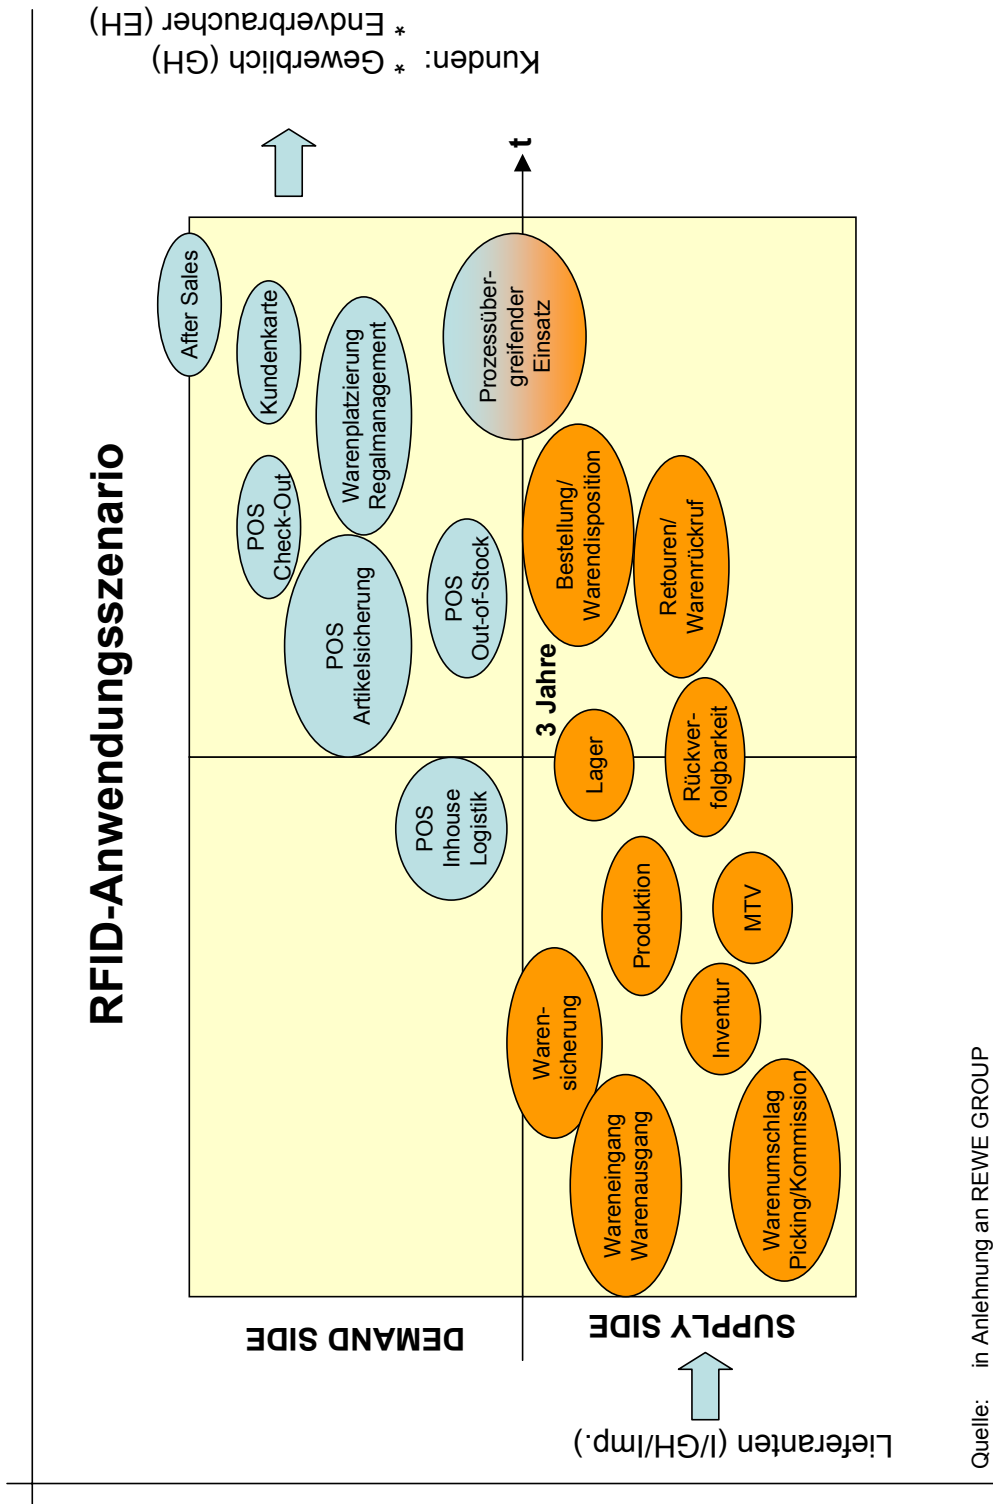 RFID-Anwendungsszenario
Kunden: * Gewerblich (GH)
* Endverbraucher (EH)
DEMAND SIDE
After Sales
POS
Check-Out
Kundenkarte
POS
Artikelsicherung
Warenplatzierung
Regalmanagement
POS
Inhouse
Logistik
POS
Out-of-Stock
Prozessüber-
greifender
Einsatz
t
3 Jahre
SUPPLY SIDE
Lieferanten (I/GH/Imp.)
Waren-
sicherung
Wareneingang
Warenausgang
Produktion
Lager
Bestellung/
Warendisposition
Inventur
MTV
Rückver-
folgbarkeit
Retouren/
Warenrückruf
Warenumschlag
Picking/Kommission
Quelle: in Anlehnung an REWE GROUP